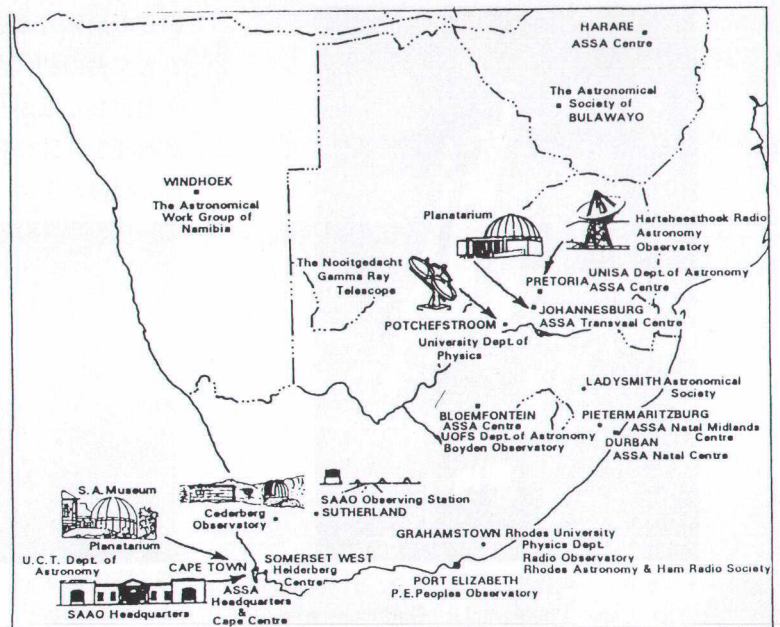 HARARE
ASSA Centre
The Astronomical
Society of
BULAWAYO
WINDHOEK
The Astronomical
Work Group of
Namibia
Planatarium
Hartebeesthoek Radio
Astronomy
Observatory
The Nooitgedacht
Gamma Ray
Telescope
UNISA Dept. of Astronomy
PRETORIA
ASSA Centre
JOHANNESBURG
ASSA Transvaal Centre
POTCHEFSTROOM
University Dept. of
Physics
LADYSMITH Astronomical
Society
BLOEMFONTEIN
ASSA Centre
UOFS Dept. of Astronomy
Boyden Observatory
PIETERMARITZBURG
ASSA Natal Midlands
Centre
DURBAN
ASSA Natal Centre
S.A. Museum
Planatarium
Cederberg
Observatory
SAAO Observing Station
SUTHERLAND
GRAHAMSTOWN Rhodes University
Physics Dept.
Radio Observatory
Rhodes Astronomy & Ham Radio Society
U.C.T. Dept. of
Astronomy
CAPE TOWN
SOMERSET WEST
Helderberg
Centre
SAAO Headquarters
ASSA
Headquarters
&
Cape Centre
PORT ELIZABETH
P.E. Peoples Observatory